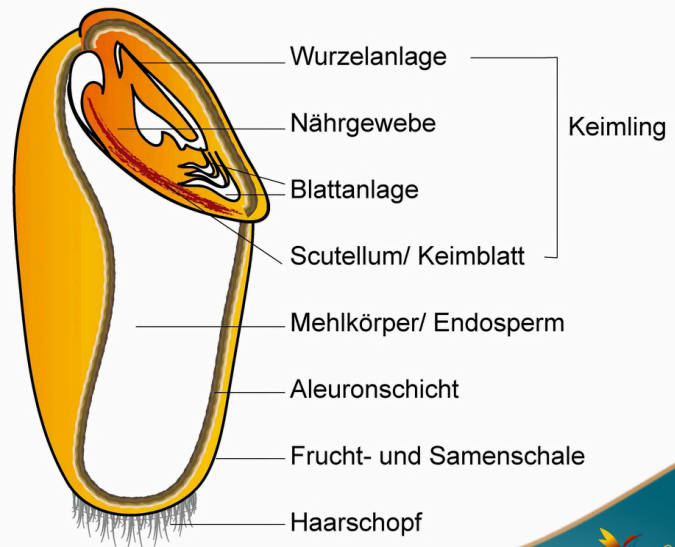 Wurzelanlage
Nährgewebe
Keimling
Blattanlage
Scutellum/ Keimblatt
Mehlkörper/ Endosperm
Aleuronschicht
Frucht- und Samenschale
Haarschopf